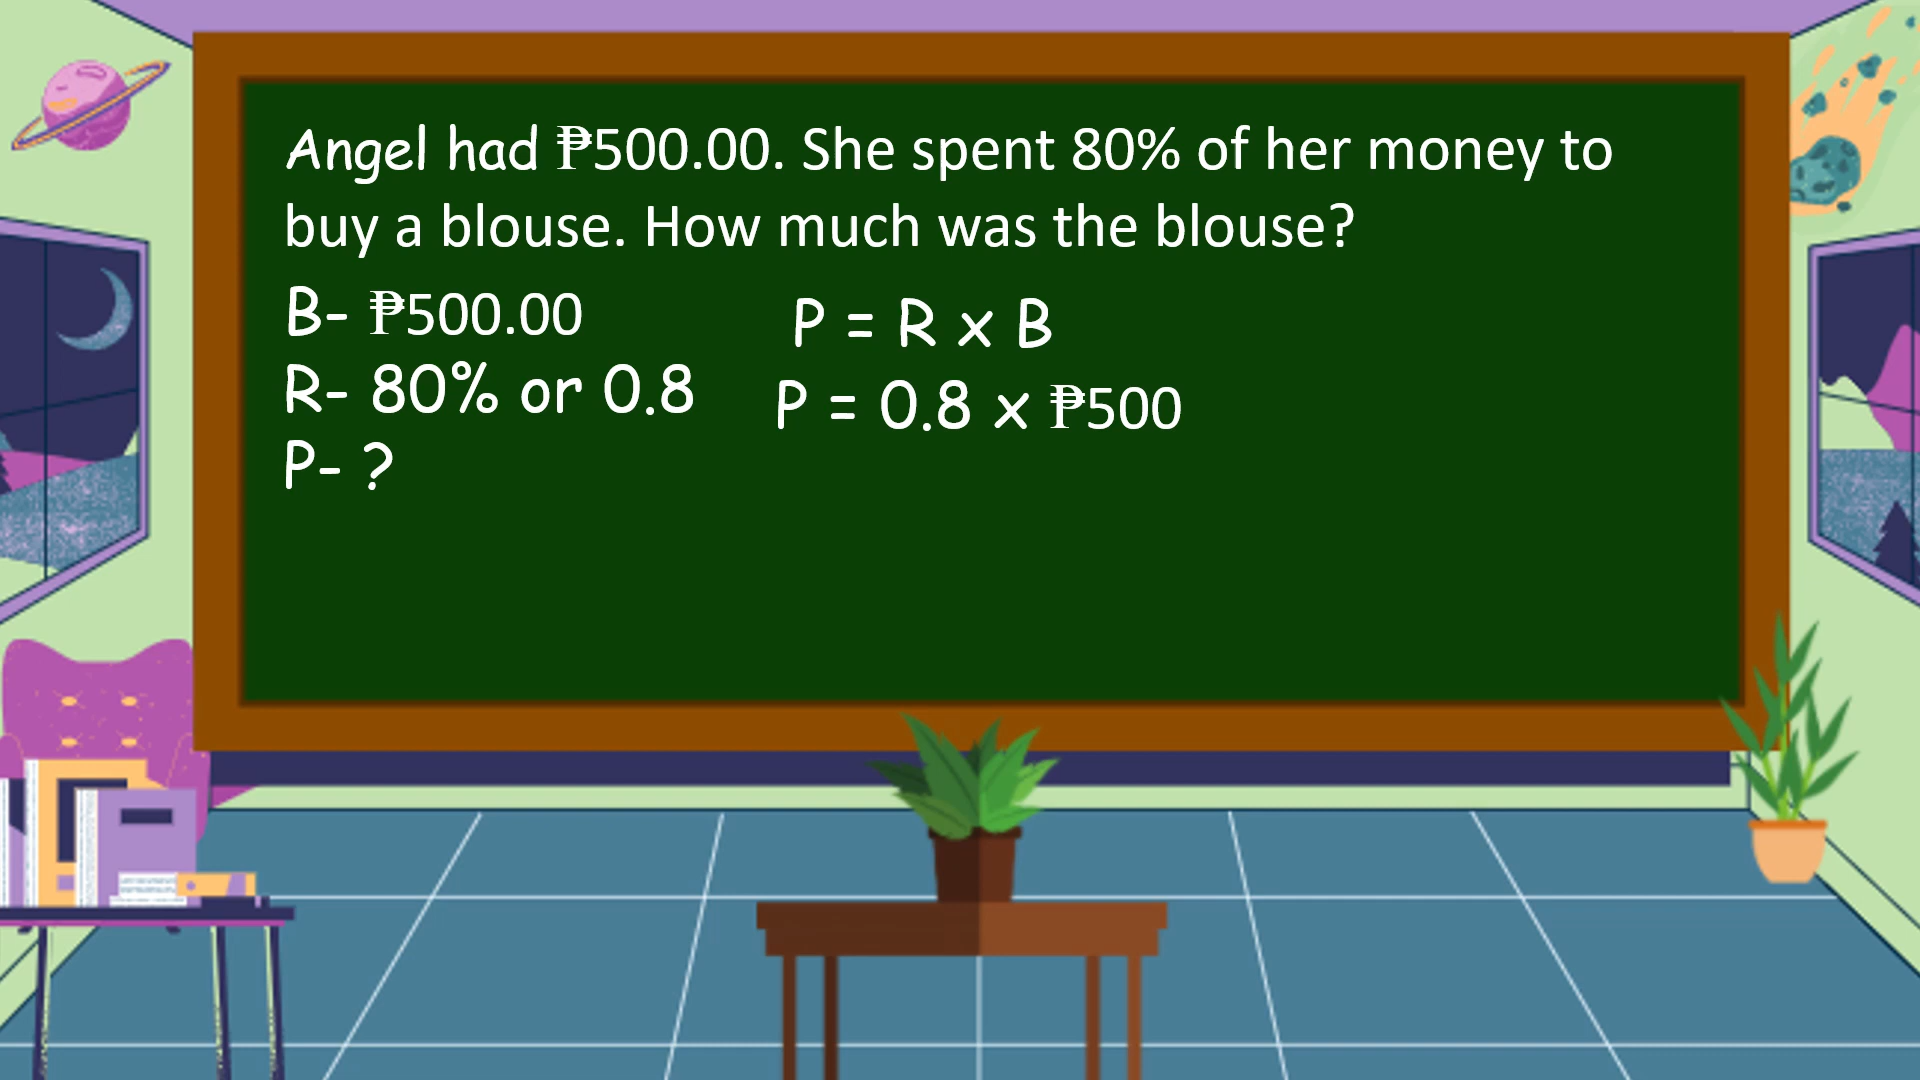 Angel had ₱500.00. She spent 80% of her money to
buy a blouse. How much was the blouse?
B- ₱500.00
R- 80% or 0.8
P- ?
P = R x B
P = 0.8 x ₱500